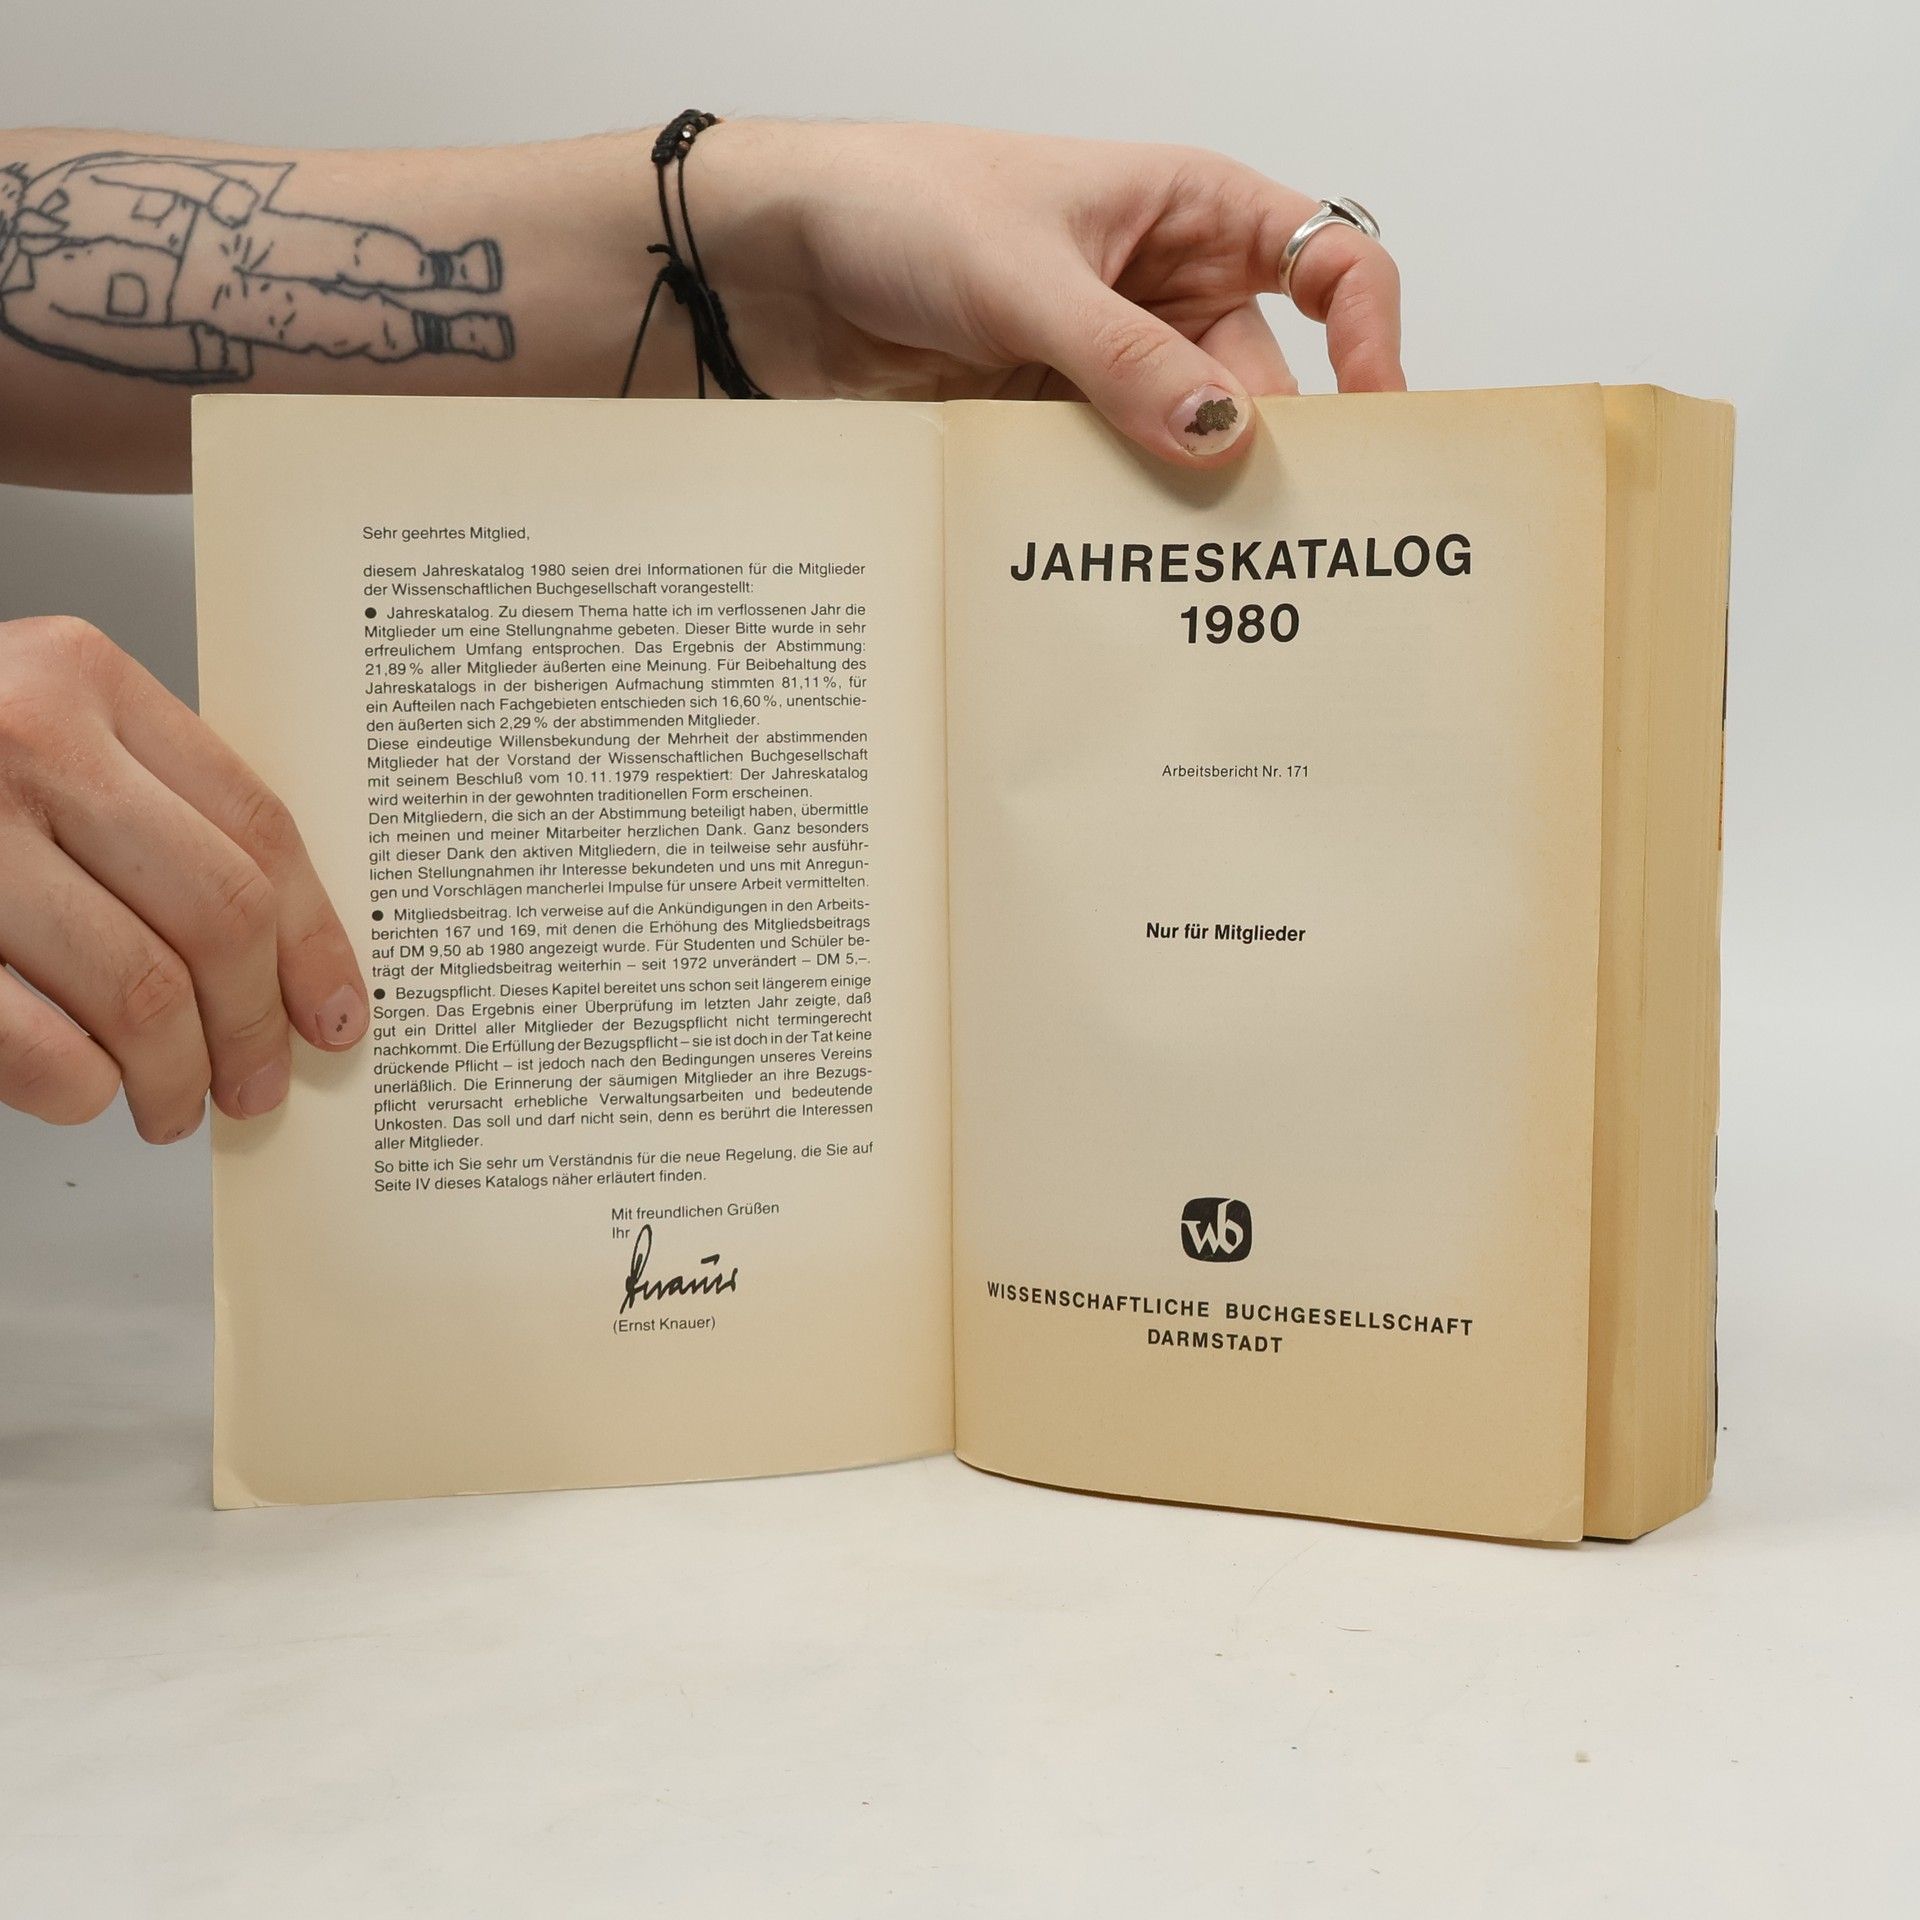 Sehr geehrtes Mitglied,
diesem Jahreskatalog 1980 seien drei Informationen für die Mitglieder
der Wissenschaftlichen Buchgesellschaft vorangestellt:
● Jahreskatalog. Zu diesem Thema hatte ich im verflossenen Jahr die
Mitglieder um eine Stellungnahme gebeten. Dieser Bitte wurde in sehr
erfreulichem Umfang entsprochen. Das Ergebnis der Abstimmung:
21,89 % aller Mitglieder äußerten eine Meinung. Für Beibehaltung des
Jahreskatalogs in der bisherigen Aufmachung stimmten 81,11 %, für
ein Aufteilen nach Fachgebieten entschieden sich 16,60 %, unentschie-
den äußerten sich 2,29 % der abstimmenden Mitglieder.
Diese eindeutige Willensbekundung der Mehrheit der abstimmenden
Mitglieder hat der Vorstand der Wissenschaftlichen Buchgesellschaft
mit seinem Beschluß vom 10.11.1979 respektiert: Der Jahreskatalog
wird weiterhin in der gewohnten traditionellen Form erscheinen.
Den Mitgliedern, die sich an der Abstimmung beteiligt haben, übermittle
ich meinen und meiner Mitarbeiter herzlichen Dank. Ganz besonders
gilt dieser Dank den aktiven Mitgliedern, die in teilweise sehr ausführ-
lichen Stellungnahmen ihr Interesse bekundeten und uns mit Anregun-
gen und Vorschlägen mancherlei Impulse für unsere Arbeit vermittelten.
● Mitgliedsbeitrag. Ich verweise auf die Ankündigungen in den Arbeits-
berichten 167 und 169, mit denen die Erhöhung des Mitgliedsbeitrags
auf DM 9,50 ab 1980 angezeigt wurde. Für Studenten und Schüler be-
trägt der Mitgliedsbeitrag weiterhin – seit 1972 unverändert – DM 5,–.
● Bezugspflicht. Dieses Kapitel bereitet uns schon seit längerem einige
Sorgen. Das Ergebnis einer Überprüfung im letzten Jahr zeigte, daß
gut ein Drittel aller Mitglieder der Bezugspflicht nicht termingerecht
nachkommt. Die Erfüllung der Bezugspflicht – sie ist doch in der Tat keine
drückende Pflicht – ist jedoch nach den Bedingungen unseres Vereins
unerläßlich. Die Erinnerung der säumigen Mitglieder an ihre Bezugs-
pflicht verursacht erhebliche Verwaltungsarbeiten und bedeutende
Unkosten. Das soll und darf nicht sein, denn es berührt die Interessen
aller Mitglieder.
So bitte ich Sie sehr um Verständnis für die neue Regelung, die Sie auf
Seite IV dieses Katalogs näher erläutert finden.
Mit freundlichen Grüßen
Ihr
Knauer
(Ernst Knauer)
JAHRESKATALOG
1980
Arbeitsbericht Nr. 171
Nur für Mitglieder
wb
WISSENSCHAFTLICHE BUCHGESELLSCHAFT
DARMSTADT